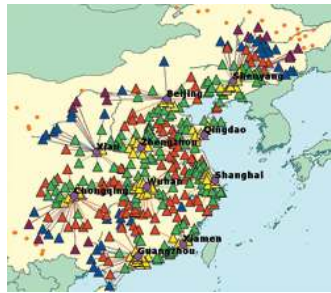 Shenyang
Beijing
Qingdao
Zhengzhou
Xian
Shanghai
Wuhan
Chongqing
Xiamen
Guangzhou